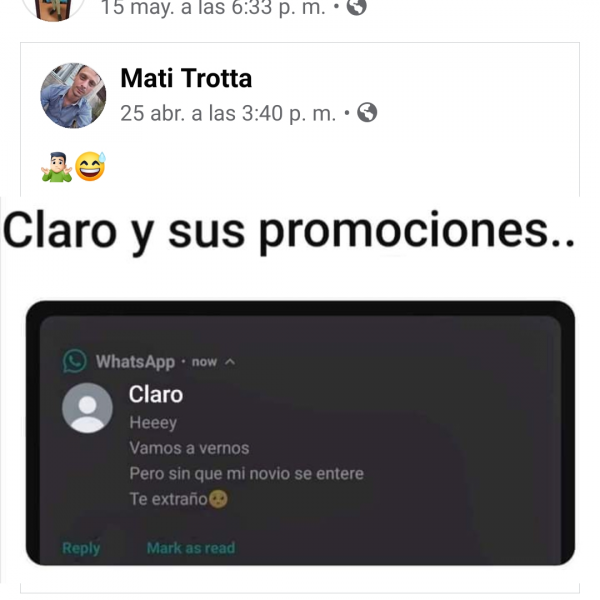 15 may. a las 6:33 p. m. •
Mati Trotta
25 abr. a las 3:40 p. m. •
🤷🏻‍♂️😅
Claro y sus promociones..
WhatsApp · now ^
Claro
Heeey
Vamos a vernos
Pero sin que mi novio se entere
Te extraño🥺
Reply Mark as read